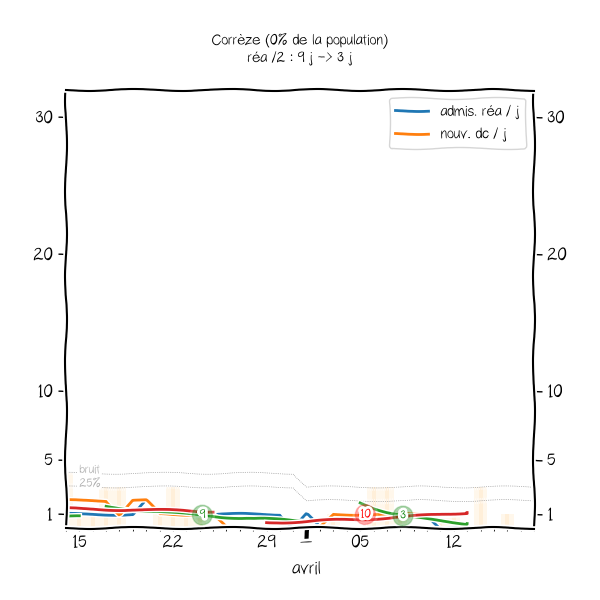 Corrèze (0% de la population)
réa /2 : 9 j -> 3 j
admis. réa / j
nouv. dc / j
30 30
20 20
10 10
5 5
bruit
25%
1 9 10 3 1
15 22 29 1 05 12
avril